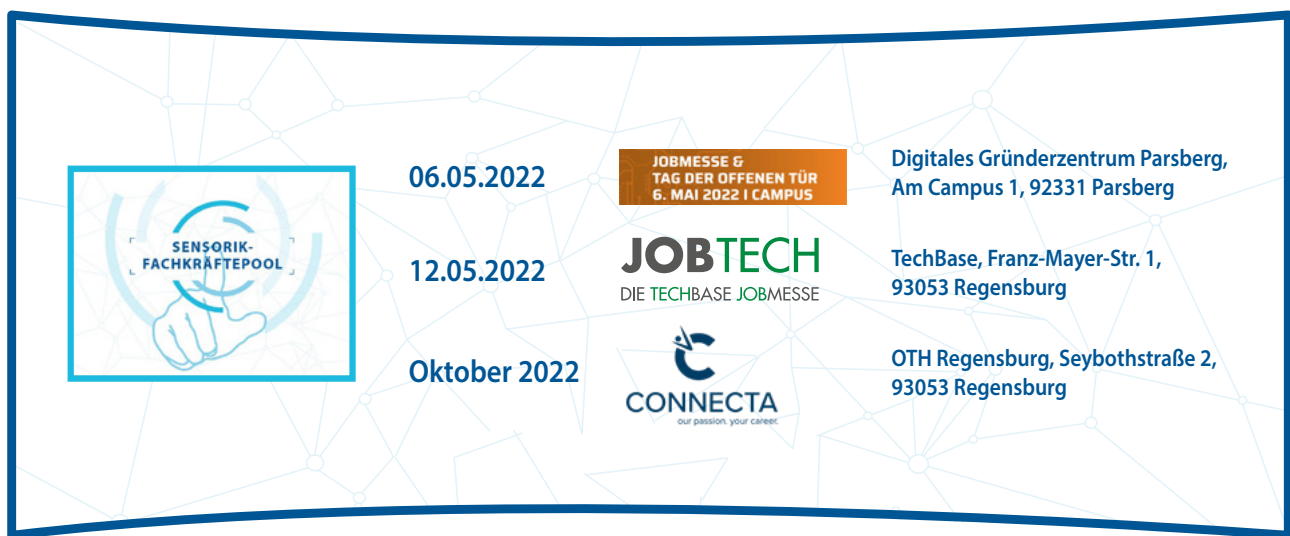 SENSORIK-
FACHKRÄFTEPOOL
06.05.2022
JOBMESSE &
TAG DER OFFENEN TÜR
6. MAI 2022 I CAMPUS
Digitales Gründerzentrum Parsberg,
Am Campus 1, 92331 Parsberg
12.05.2022
JOBTECH
DIE TECHBASE JOBMESSE
TechBase, Franz-Mayer-Str. 1,
93053 Regensburg
Oktober 2022
CONNECTA
our passion. your career.
OTH Regensburg, Seybothstraße 2,
93053 Regensburg